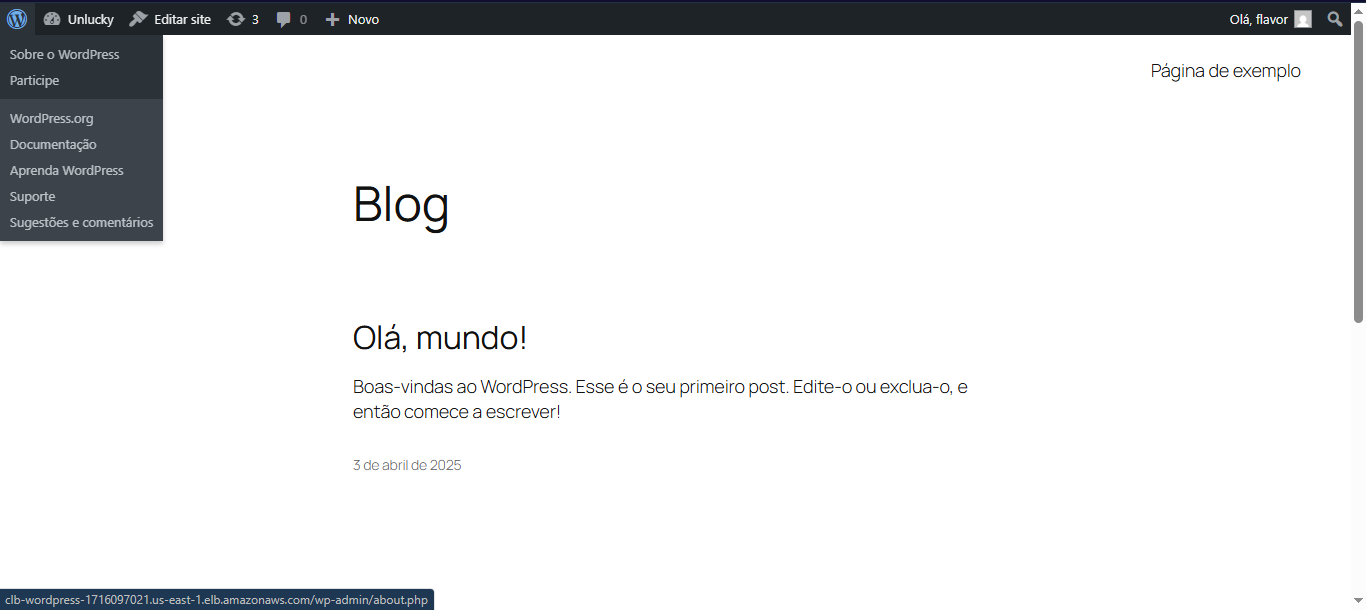 Unlucky Editar site 3 0 Novo Olá, flavor
Sobre o WordPress
Participe
WordPress.org
Documentação
Aprenda WordPress
Suporte
Sugestões e comentários
Página de exemplo
Blog
Olá, mundo!
Boas-vindas ao WordPress. Esse é o seu primeiro post. Edite-o ou exclua-o, e
então comece a escrever!
3 de abril de 2025
clb-wordpress-1716097021.us-east-1.elb.amazonaws.com/wp-admin/about.php